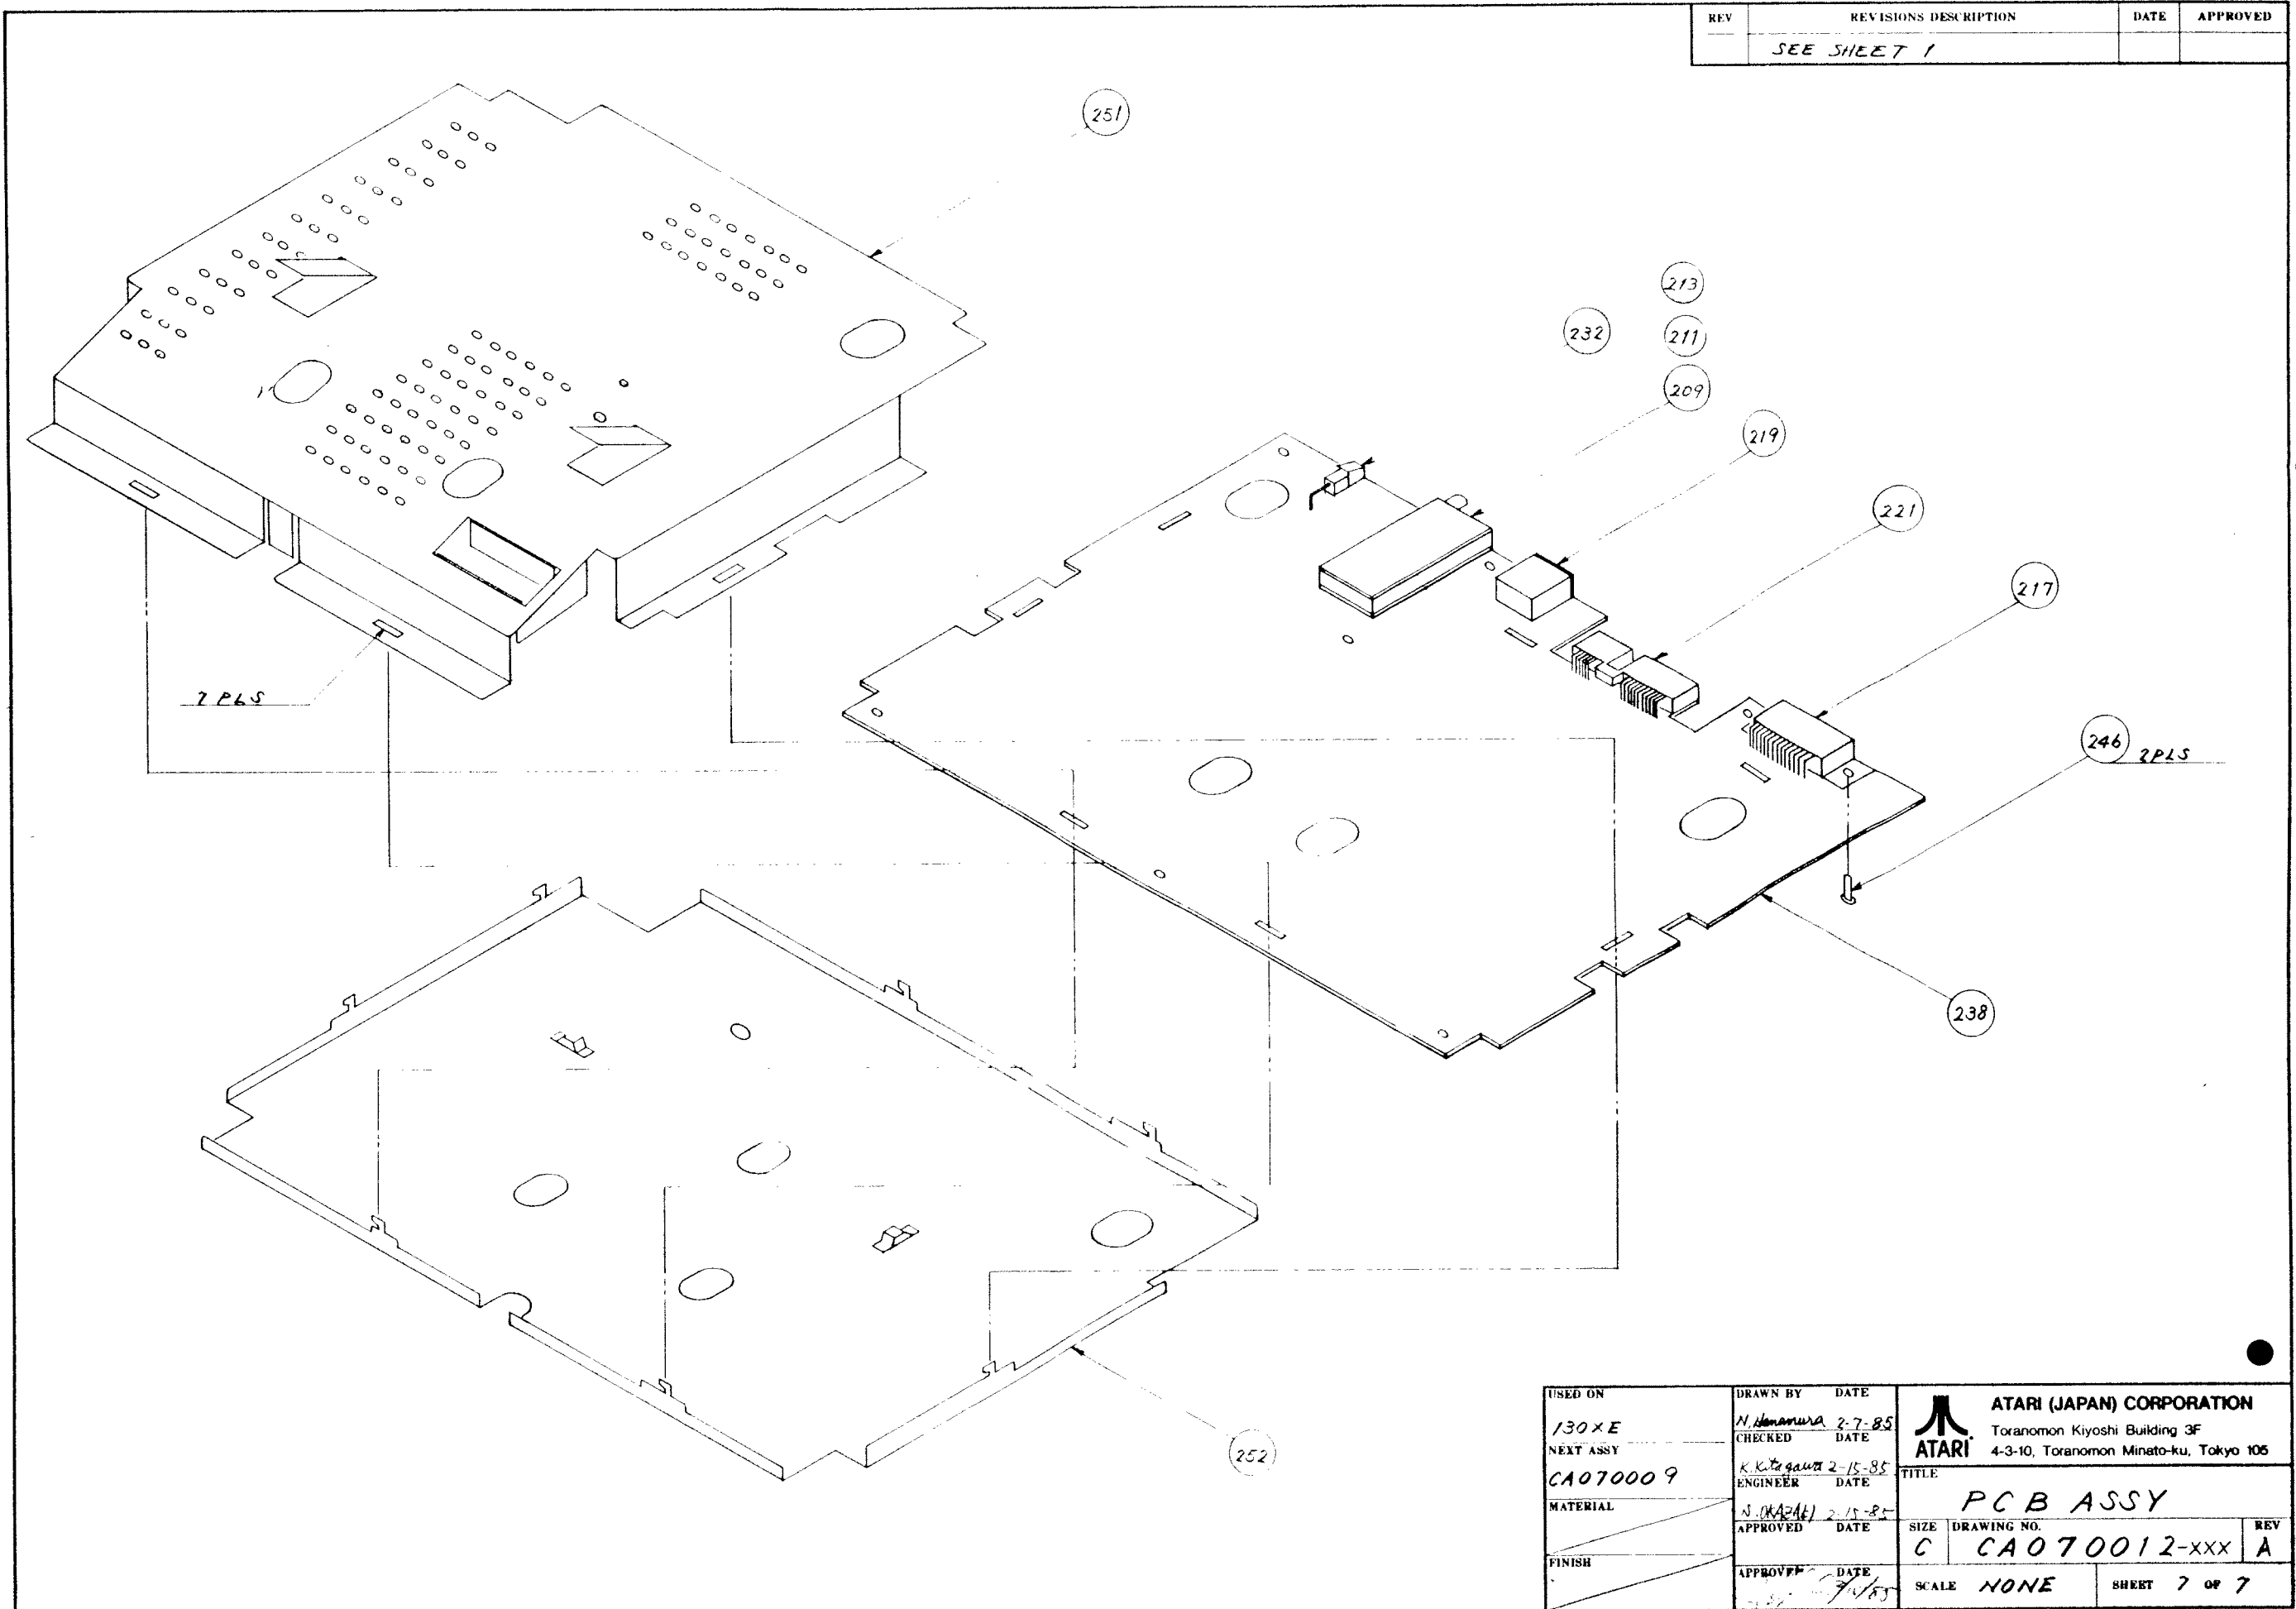 REV REVISIONS DESCRIPTION DATE APPROVED
SEE SHEET 1
251
213
232
211
209
219
221
217
246 2PLS
7 PLS
238
252
USED ON
130XE
NEXT ASSY
CA070009
MATERIAL
FINISH
DRAWN BY DATE
N. Hanamura 2-7-85
CHECKED DATE
K. Kitagawa 2-15-85
ENGINEER DATE
N. OKAZAKI 2-15-85
APPROVED DATE
APPROVED DATE
ATARI
ATARI (JAPAN) CORPORATION
Toranomon Kiyoshi Building 3F
4-3-10, Toranomon Minato-ku, Tokyo 105
TITLE
PCB ASSY
SIZE DRAWING NO. REV
C CA070012-XXX A
SCALE NONE SHEET 7 OF 7